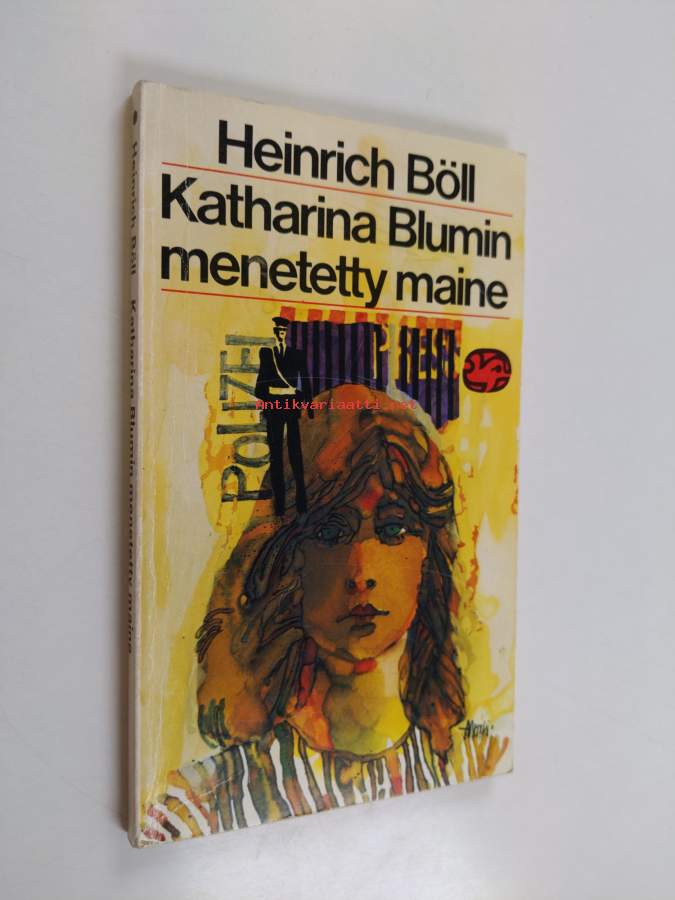 Heinrich Böll
Katharina Blumin
menetetty maine
POLIZEI
Antikvariaatti.net
Heinrich Böll Katharina Blumin menetetty maine